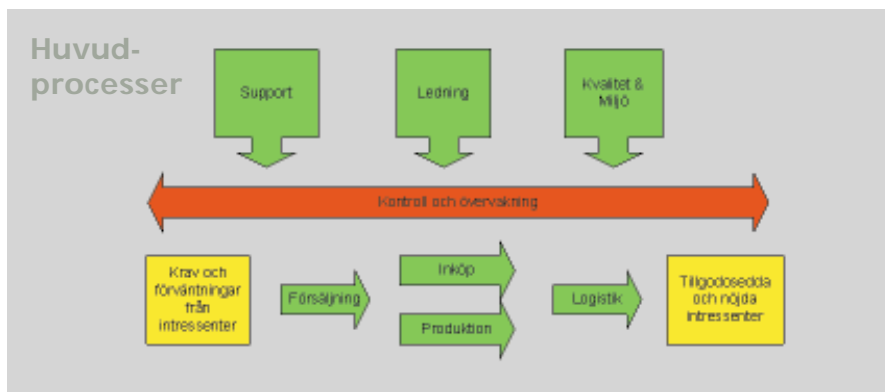 Huvud-
processer
Support
Ledning
Kvalitet &
Miljö
Kontroll och övervakning
Krav och
förväntningar
från
intressenter
Försäljning
Inköp
Produktion
Logistik
Tillgodosedda
och nöjda
intressenter